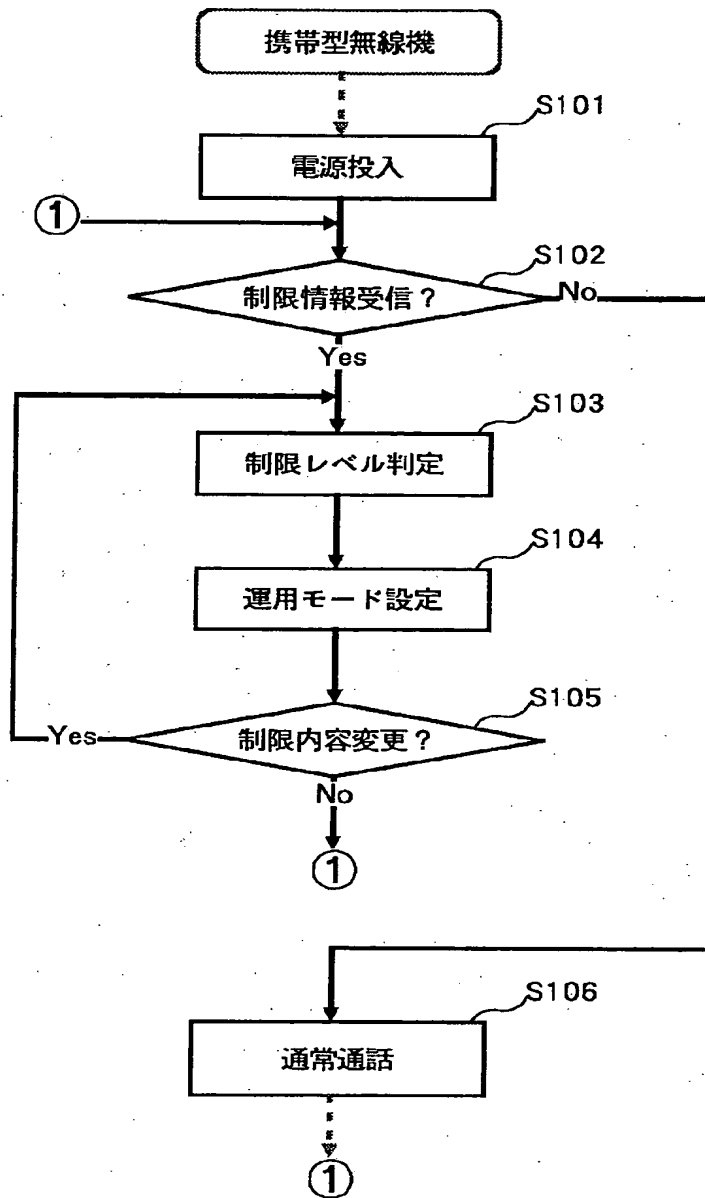 携帯型無線機
S101
電源投入
①
S102
制限情報受信?
No
Yes
S103
制限レベル判定
S104
運用モード設定
S105
制限内容変更?
Yes
No
①
S106
通常通話
①